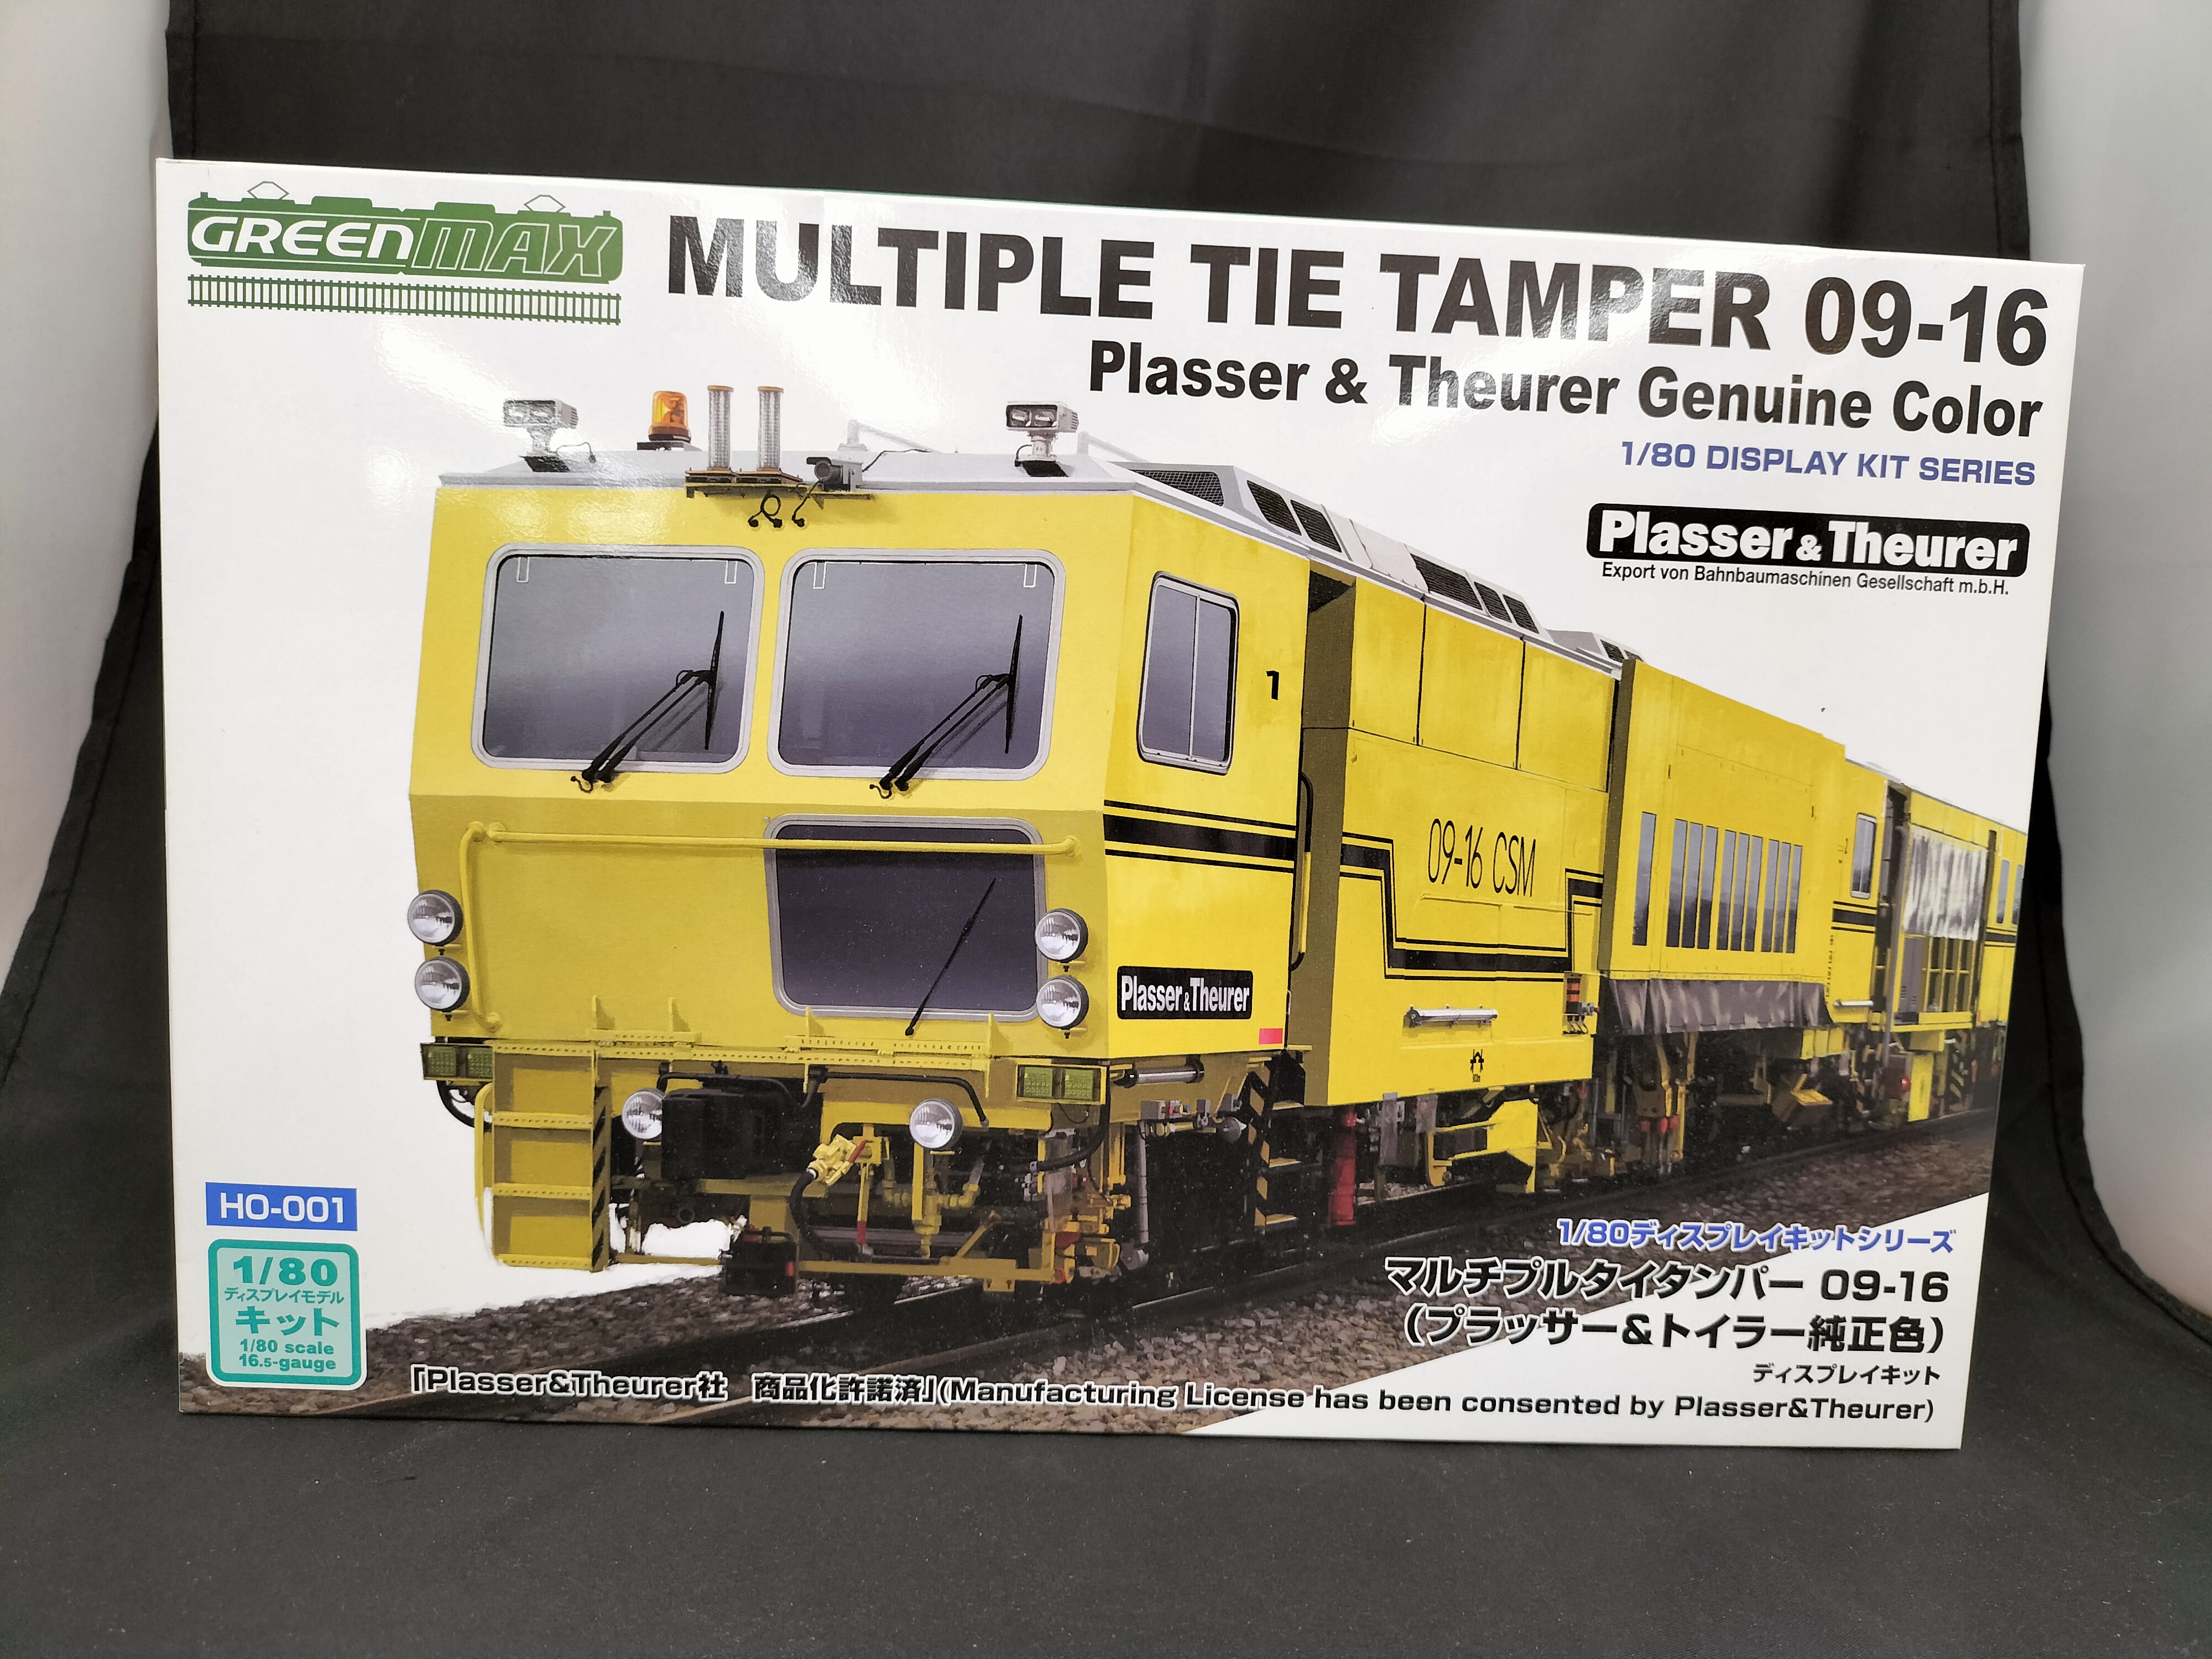 GREENMAX
MULTIPLE TIE TAMPER 09-16
Plasser & Theurer Genuine Color
1/80 DISPLAY KIT SERIES
Plasser & Theurer
Export von Bahnbaumaschinen Gesellschaft m.b.H.
1
09-16 CSM
Plasser & Theurer
HO-001
1/80
ディスプレイモデル
キット
1/80 scale
16.5-gauge
1/80ディスプレイキットシリーズ
マルチプルタイタンパー 09-16
（プラッサー＆トイラー純正色）
ディスプレイキット
「Plasser&Theurer社　商品化許諾済」(Manufacturing License has been consented by Plasser&Theurer)